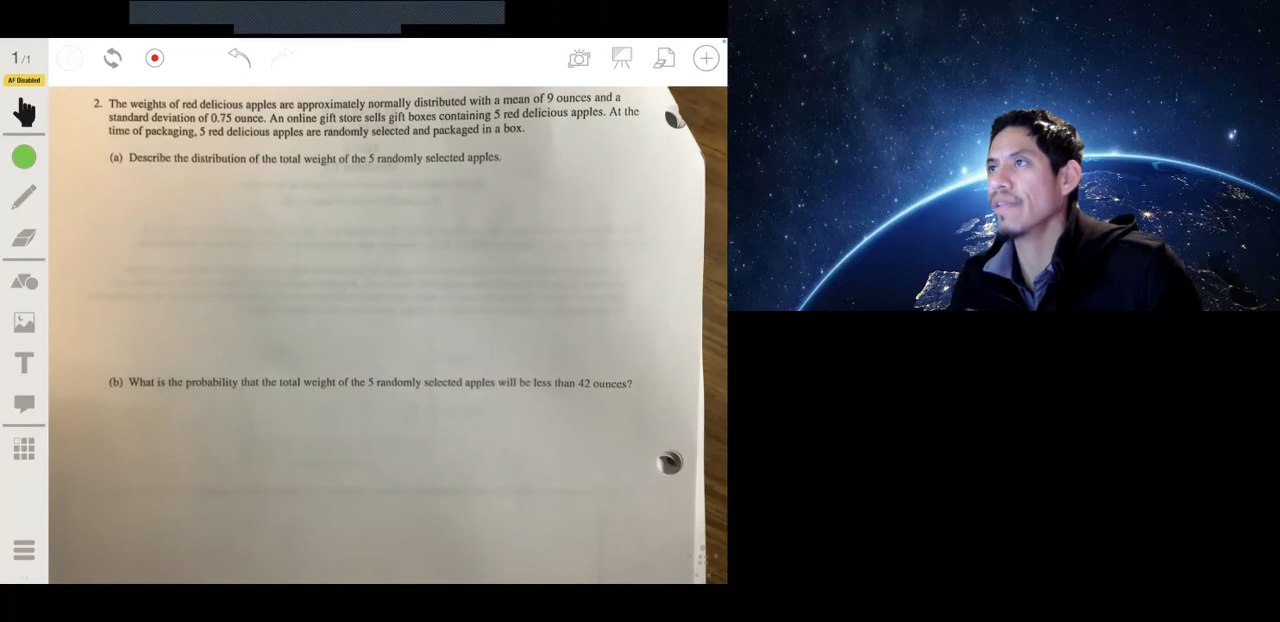 1/1
AF Disabled
2. The weights of red delicious apples are approximately normally distributed with a mean of 9 ounces and a
standard deviation of 0.75 ounce. An online gift store sells gift boxes containing 5 red delicious apples. At the
time of packaging, 5 red delicious apples are randomly selected and packaged in a box.
(a) Describe the distribution of the total weight of the 5 randomly selected apples.
(b) What is the probability that the total weight of the 5 randomly selected apples will be less than 42 ounces?
T